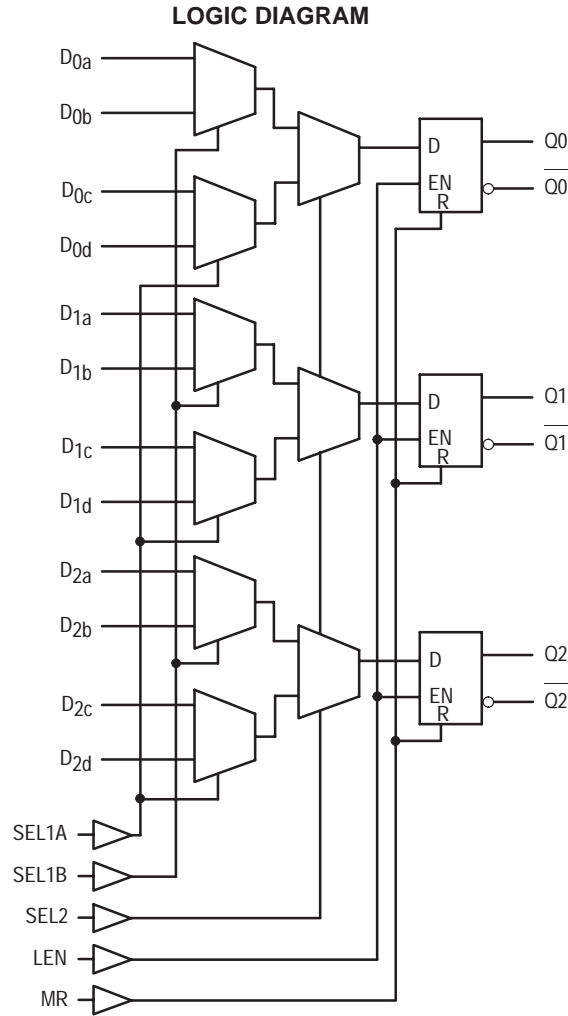 LOGIC DIAGRAM
D0a
D0b
D Q0
EN Q0
R
D0c
D0d
D1a
D1b
D Q1
EN Q1
R
D1c
D1d
D2a
D2b
D Q2
EN Q2
R
D2c
D2d
SEL1A
SEL1B
SEL2
LEN
MR